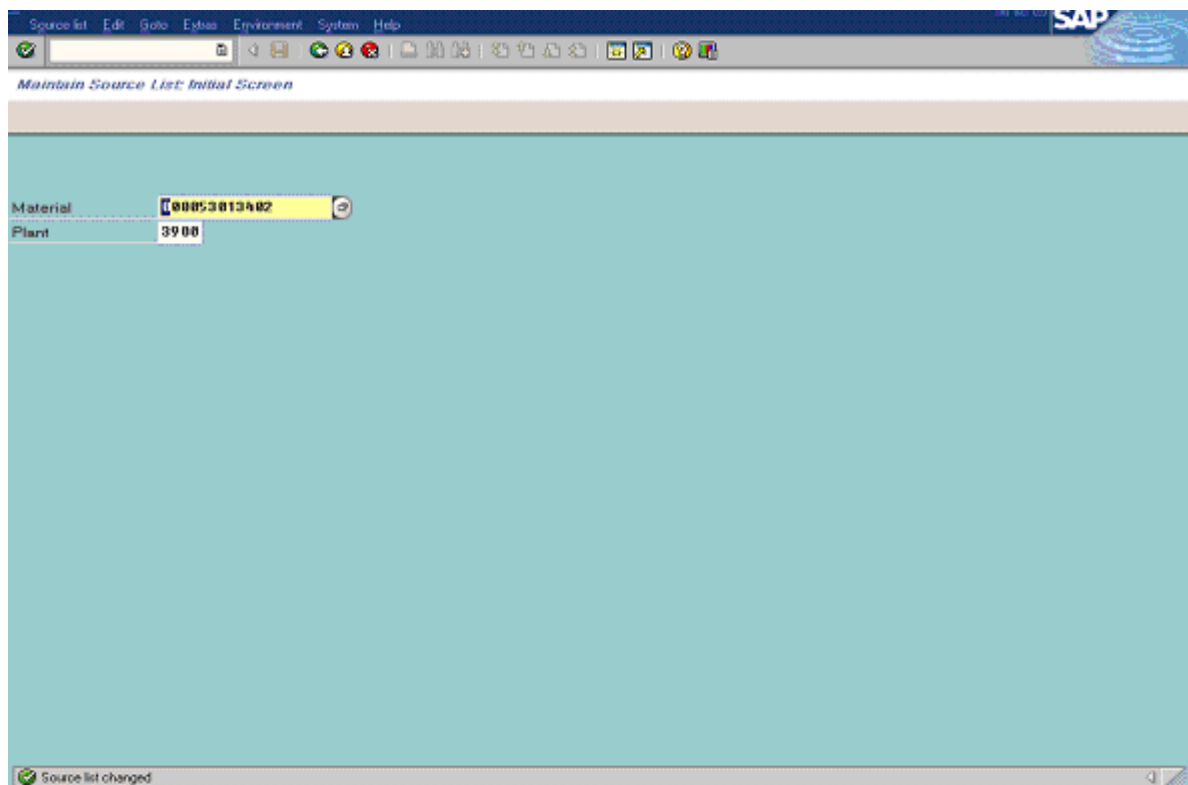 Source list Edit Goto Extras Environment System Help
SAP
Maintain Source List: Initial Screen
Material 000053013402
Plant 3900
Source list changed